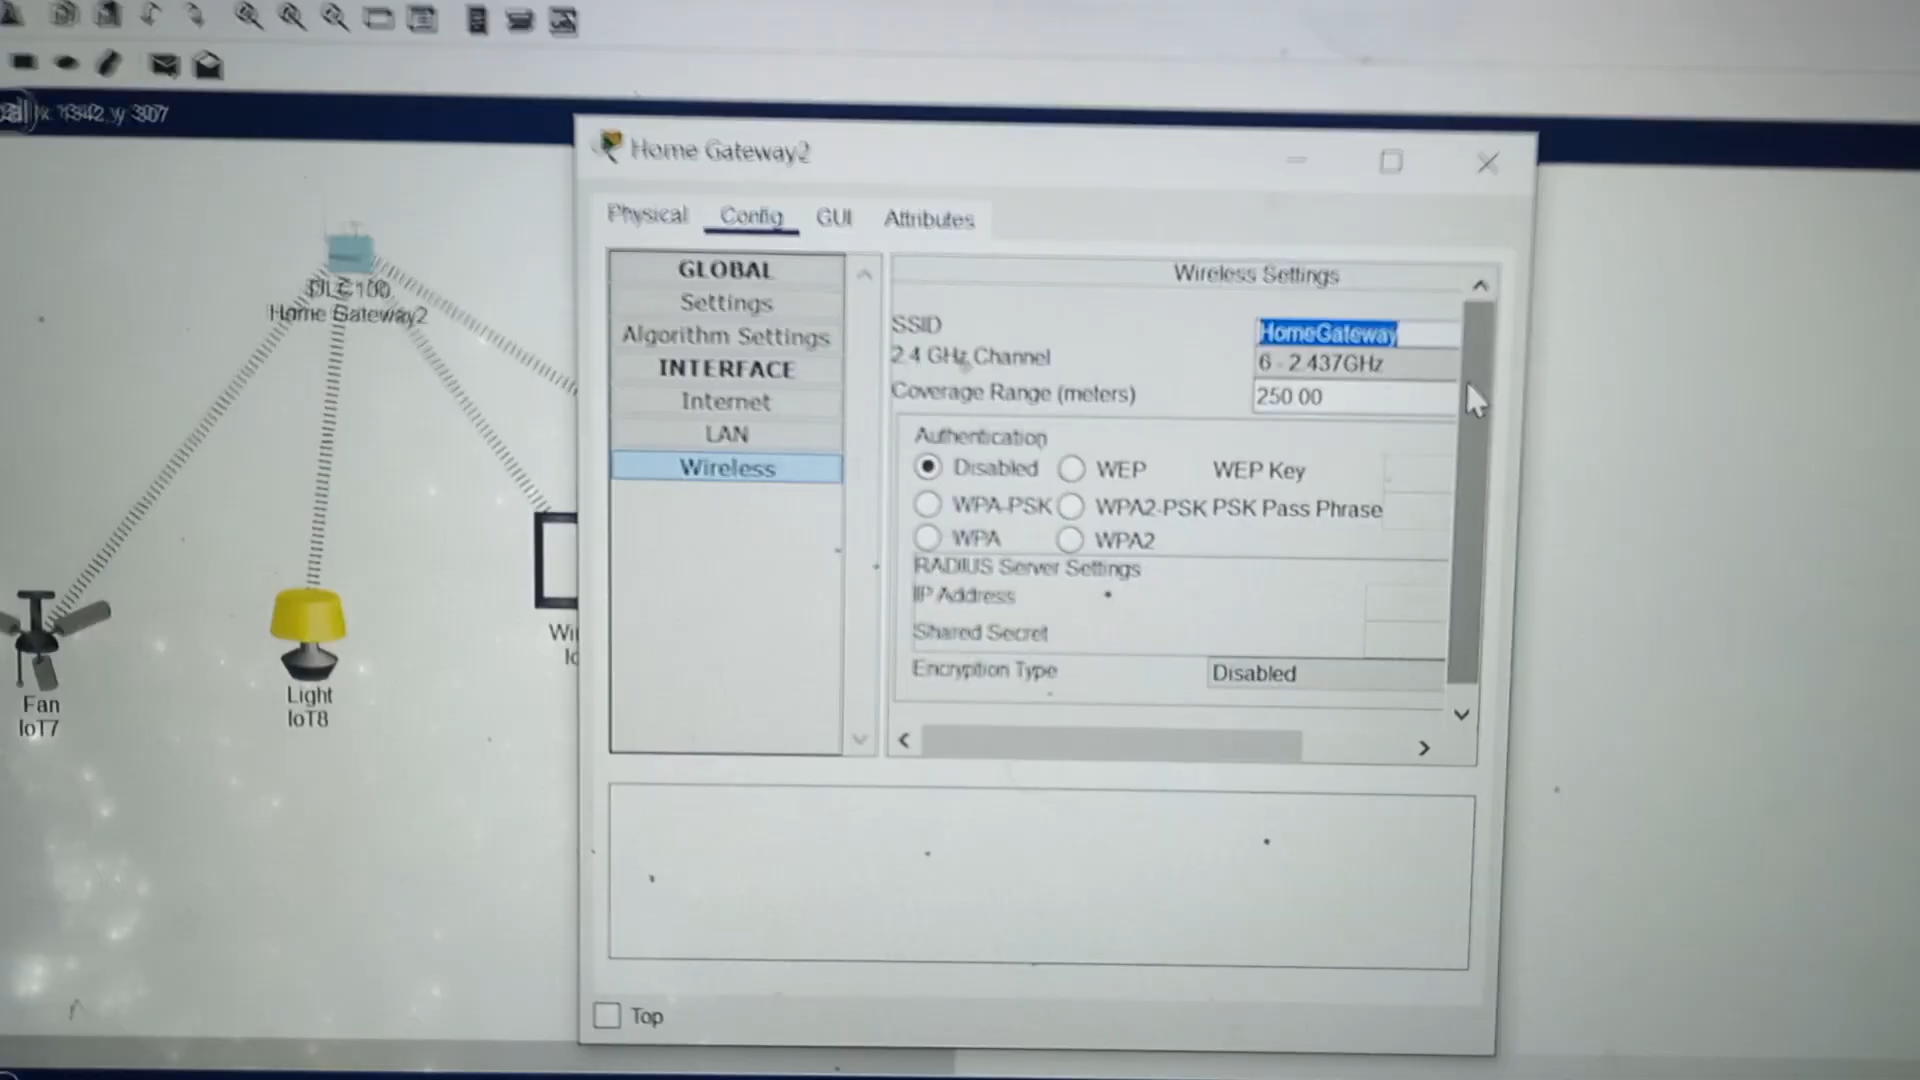 x: 1342, y: 307
Home Gateway2
Physical Config GUI Attributes
GLOBAL
Settings
Algorithm Settings
INTERFACE
Internet
LAN
Wireless
Wireless Settings
SSID HomeGateway
2.4 GHz Channel 6 - 2.437GHz
Coverage Range (meters) 250.00
Authentication
Disabled WEP WEP Key
WPA-PSK WPA2-PSK PSK Pass Phrase
WPA WPA2
RADIUS Server Settings
IP Address
Shared Secret
Encryption Type Disabled
Top
DLC100
Home Gateway2
Fan
IoT7
Light
IoT8